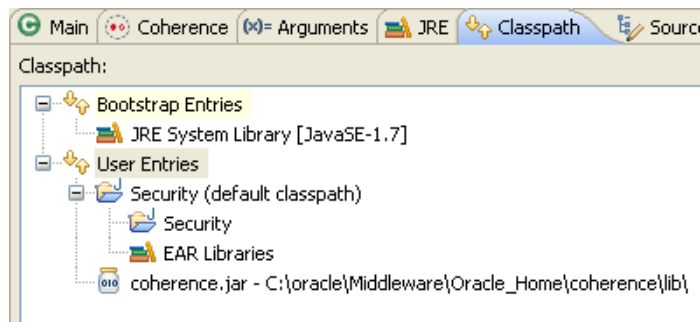 Main Coherence (x)= Arguments JRE Classpath Source
Classpath:
Bootstrap Entries
JRE System Library [JavaSE-1.7]
User Entries
Security (default classpath)
Security
EAR Libraries
010 coherence.jar - C:\oracle\Middleware\Oracle_Home\coherence\lib\